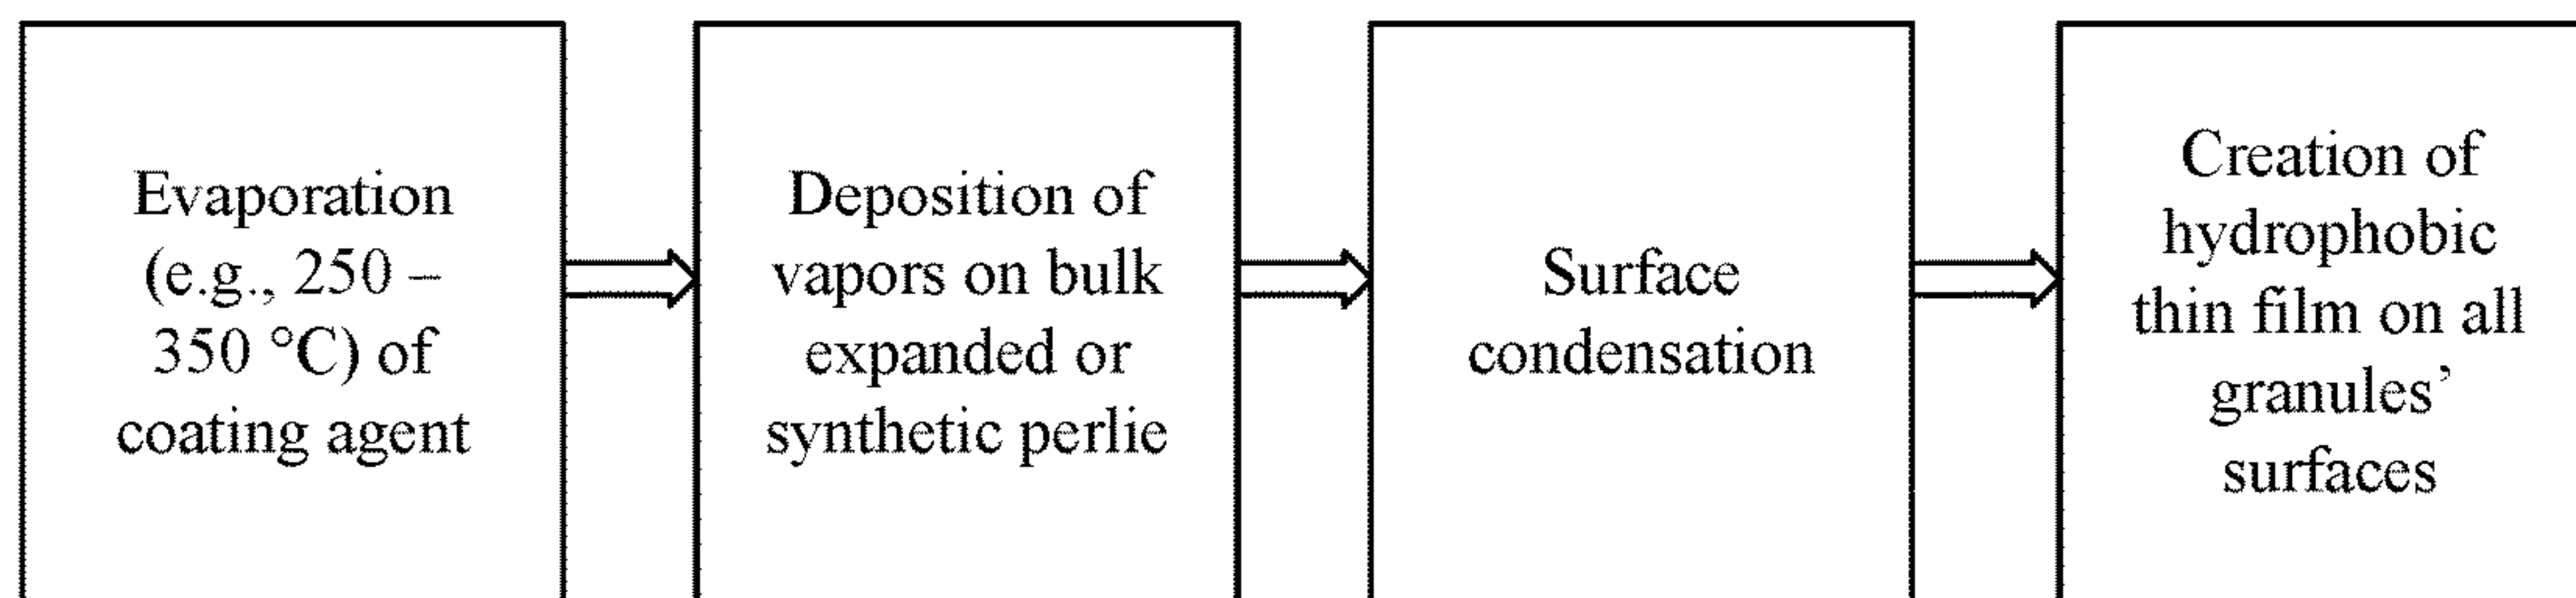 Evaporation
(e.g., 250 –
350 °C) of
coating agent
Deposition of
vapors on bulk
expanded or
synthetic perlie
Surface
condensation
Creation of
hydrophobic
thin film on all
granules’
surfaces